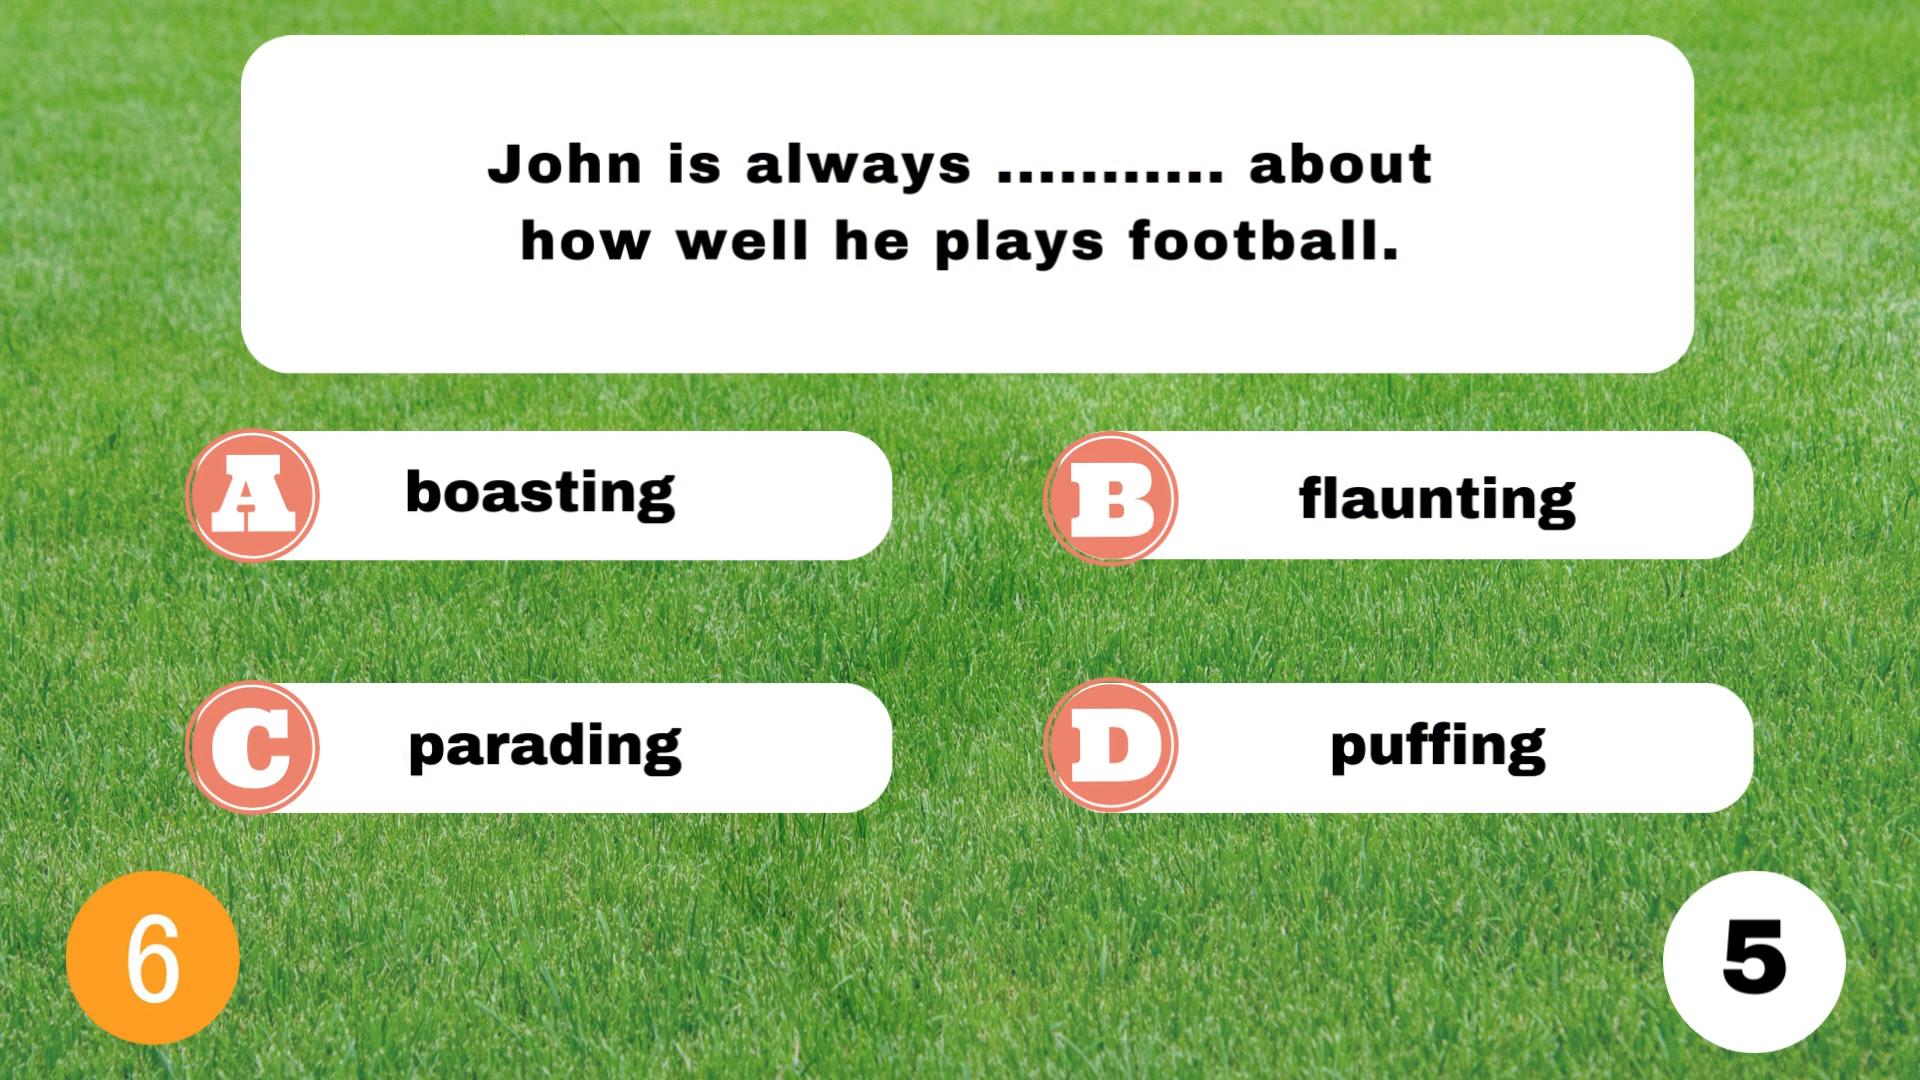 John is always ........... about
how well he plays football.
A boasting
B flaunting
C parading
D puffing
6
5